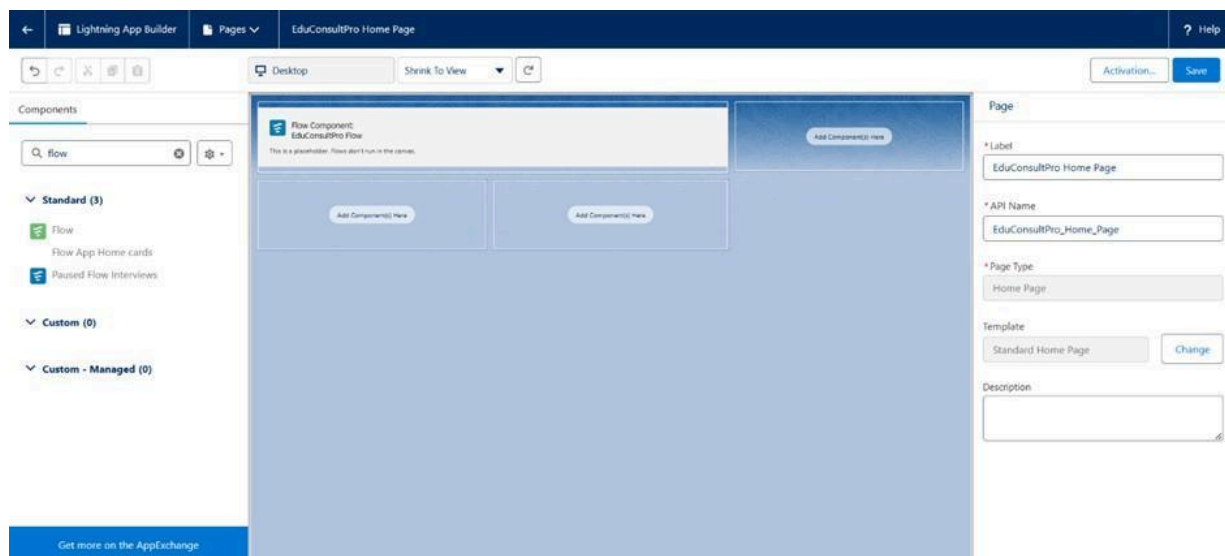 Lightning App Builder
Pages
EduConsultPro Home Page
? Help
Desktop
Shrink To View
Activation...
Save
Components
flow
Standard (3)
Flow
Flow App Home cards
Paused Flow Interviews
Custom (0)
Custom - Managed (0)
Get more on the AppExchange
Flow Component:
EduConsultPro Flow
This is a placeholder. Flows don't run in the canvas.
Add Component(s) Here
Add Component(s) Here
Add Component(s) Here
Page
*Label
EduConsultPro Home Page
*API Name
EduConsultPro_Home_Page
*Page Type
Home Page
Template
Standard Home Page
Change
Description